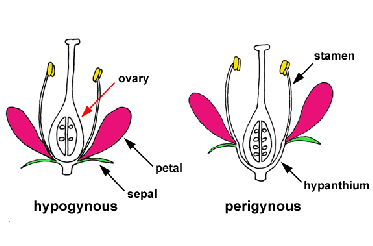 ovary
stamen
petal
sepal
hypanthium
hypogynous
perigynous